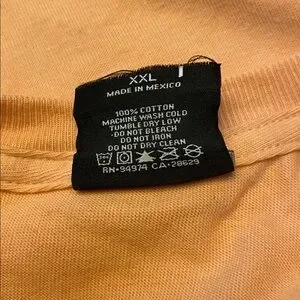 XXL
MADE IN MEXICO
100% COTTON
MACHINE WASH COLD
TUMBLE DRY LOW
DO NOT BLEACH
DO NOT IRON
DO NOT DRY CLEAN
RN·94974 CA·28629